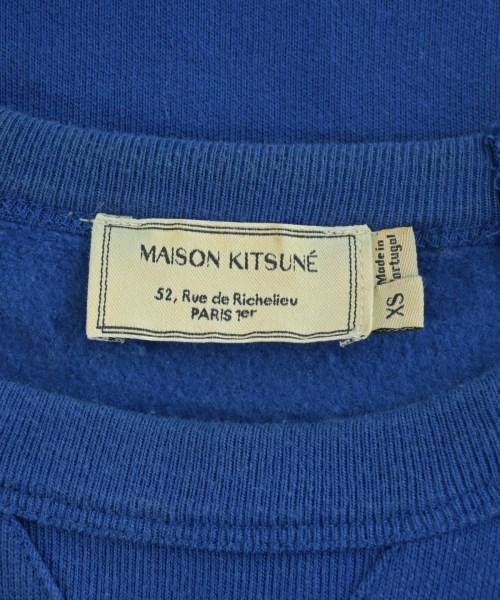 MAISON KITSUNÉ
52, Rue de Richelieu
PARIS 1er
Made in
Portugal
XS